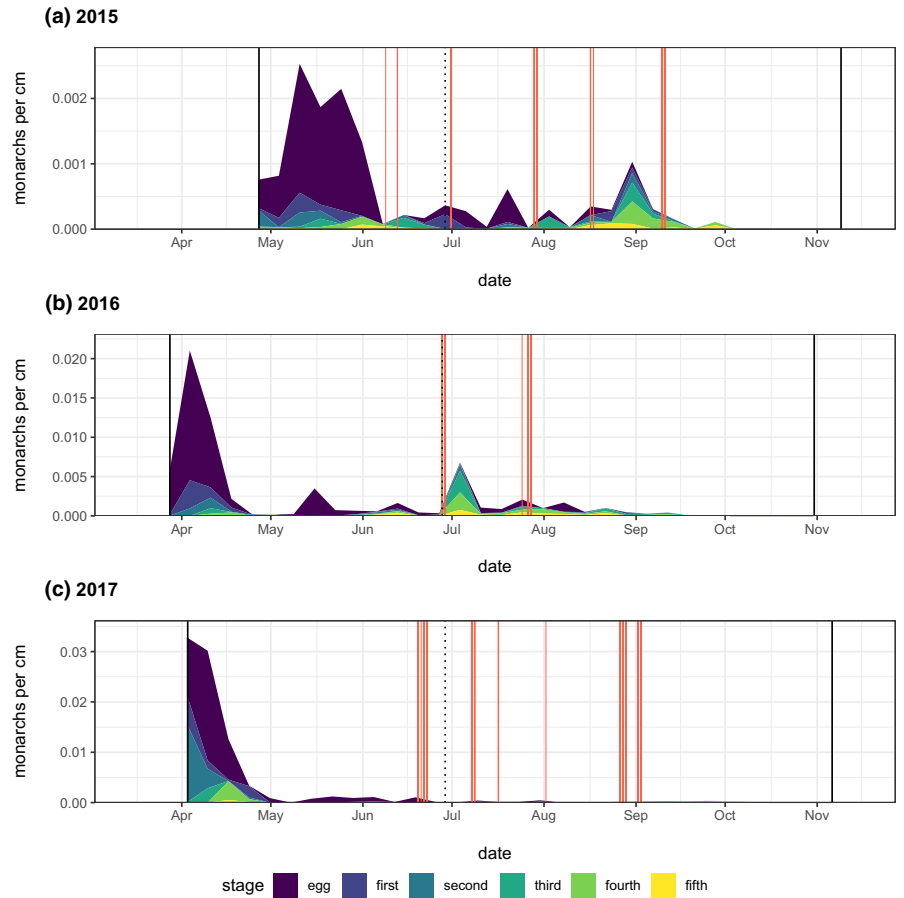 (a) 2015
monarchs per cm
0.002
0.001
0.000
Apr May Jun Jul Aug Sep Oct Nov
date
(b) 2016
monarchs per cm
0.020
0.015
0.010
0.005
0.000
Apr May Jun Jul Aug Sep Oct Nov
date
(c) 2017
monarchs per cm
0.03
0.02
0.01
0.00
Apr May Jun Jul Aug Sep Oct Nov
date
stage egg first second third fourth fifth